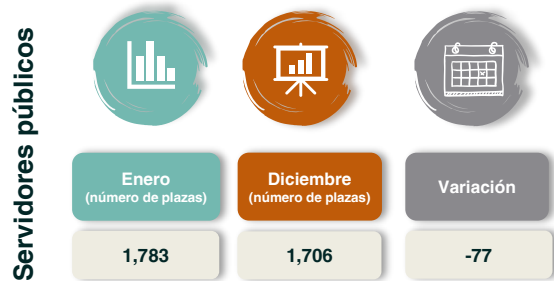 Servidores públicos
Enero
(número de plazas)
Diciembre
(número de plazas)
Variación
1,783
1,706
-77